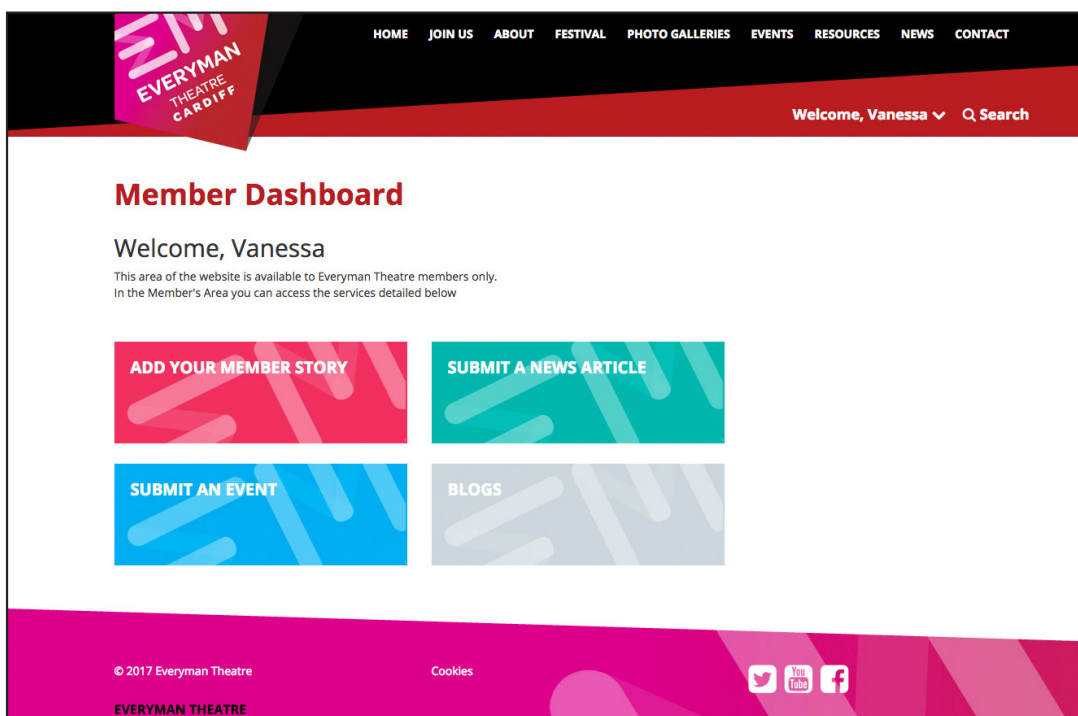 EVERYMAN
THEATRE
CARDIFF
HOME JOIN US ABOUT FESTIVAL PHOTO GALLERIES EVENTS RESOURCES NEWS CONTACT
Welcome, Vanessa Search
Member Dashboard
Welcome, Vanessa
This area of the website is available to Everyman Theatre members only.
In the Member's Area you can access the services detailed below
ADD YOUR MEMBER STORY
SUBMIT A NEWS ARTICLE
SUBMIT AN EVENT
BLOGS
© 2017 Everyman Theatre
Cookies
You
Tube
EVERYMAN THEATRE